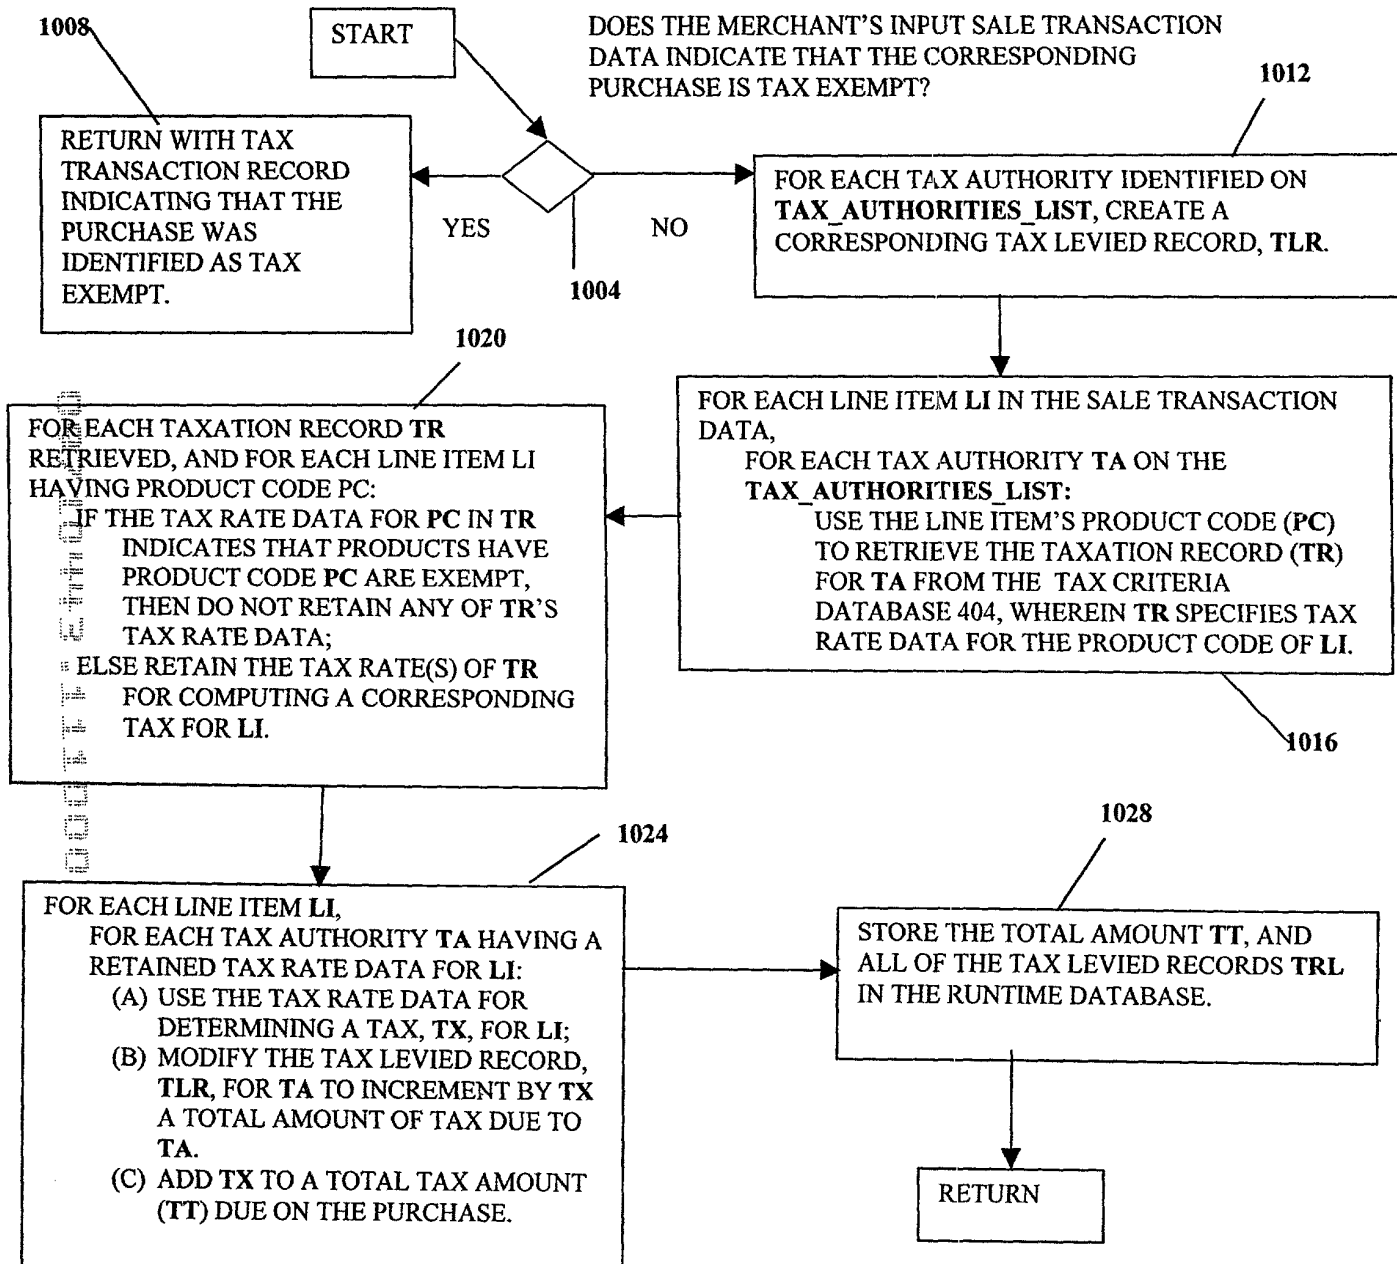 1008
START
DOES THE MERCHANT'S INPUT SALE TRANSACTION
DATA INDICATE THAT THE CORRESPONDING
PURCHASE IS TAX EXEMPT?
RETURN WITH TAX
TRANSACTION RECORD
INDICATING THAT THE
PURCHASE WAS
IDENTIFIED AS TAX
EXEMPT.
YES
NO
1004
1012
FOR EACH TAX AUTHORITY IDENTIFIED ON
TAX_AUTHORITIES_LIST, CREATE A
CORRESPONDING TAX LEVIED RECORD, TLR.
FOR EACH LINE ITEM LI IN THE SALE TRANSACTION
DATA,
FOR EACH TAX AUTHORITY TA ON THE
TAX_AUTHORITIES_LIST:
USE THE LINE ITEM'S PRODUCT CODE (PC)
TO RETRIEVE THE TAXATION RECORD (TR)
FOR TA FROM THE TAX CRITERIA
DATABASE 404, WHEREIN TR SPECIFIES TAX
RATE DATA FOR THE PRODUCT CODE OF LI.
1016
1020
FOR EACH TAXATION RECORD TR
RETRIEVED, AND FOR EACH LINE ITEM LI
HAVING PRODUCT CODE PC:
IF THE TAX RATE DATA FOR PC IN TR
INDICATES THAT PRODUCTS HAVE
PRODUCT CODE PC ARE EXEMPT,
THEN DO NOT RETAIN ANY OF TR'S
TAX RATE DATA;
ELSE RETAIN THE TAX RATE(S) OF TR
FOR COMPUTING A CORRESPONDING
TAX FOR LI.
1024
FOR EACH LINE ITEM LI,
FOR EACH TAX AUTHORITY TA HAVING A
RETAINED TAX RATE DATA FOR LI:
(A) USE THE TAX RATE DATA FOR
DETERMINING A TAX, TX, FOR LI;
(B) MODIFY THE TAX LEVIED RECORD,
TLR, FOR TA TO INCREMENT BY TX
A TOTAL AMOUNT OF TAX DUE TO
TA.
(C) ADD TX TO A TOTAL TAX AMOUNT
(TT) DUE ON THE PURCHASE.
1028
STORE THE TOTAL AMOUNT TT, AND
ALL OF THE TAX LEVIED RECORDS TRL
IN THE RUNTIME DATABASE.
RETURN